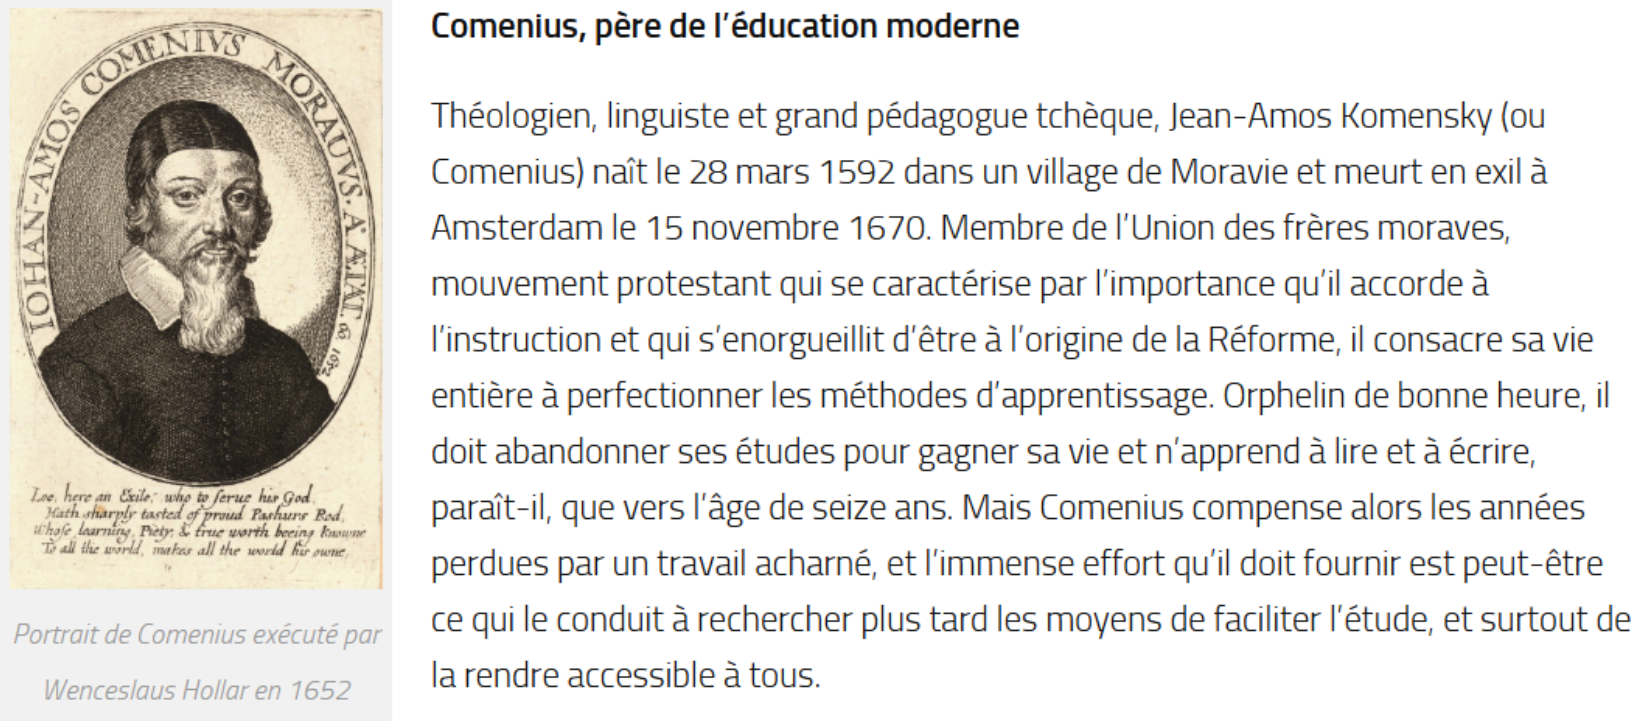 IOHAN-AMOS COMENIVS MORAUVS. A. ÆTAT. 1652
Loe, here an Exile, who to serue his God,
Hath sharply tasted of proud Pashurs Rod,
Whose learning, Piety, & true worth beeing knowne
To all the world, makes all the world his owne.
Portrait de Comenius exécuté par
Wenceslaus Hollar en 1652
Comenius, père de l’éducation moderne
Théologien, linguiste et grand pédagogue tchèque, Jean-Amos Komensky (ou
Comenius) naît le 28 mars 1592 dans un village de Moravie et meurt en exil à
Amsterdam le 15 novembre 1670. Membre de l’Union des frères moraves,
mouvement protestant qui se caractérise par l’importance qu’il accorde à
l’instruction et qui s’enorgueillit d’être à l’origine de la Réforme, il consacre sa vie
entière à perfectionner les méthodes d’apprentissage. Orphelin de bonne heure, il
doit abandonner ses études pour gagner sa vie et n’apprend à lire et à écrire,
paraît-il, que vers l’âge de seize ans. Mais Comenius compense alors les années
perdues par un travail acharné, et l’immense effort qu’il doit fournir est peut-être
ce qui le conduit à rechercher plus tard les moyens de faciliter l’étude, et surtout de
la rendre accessible à tous.